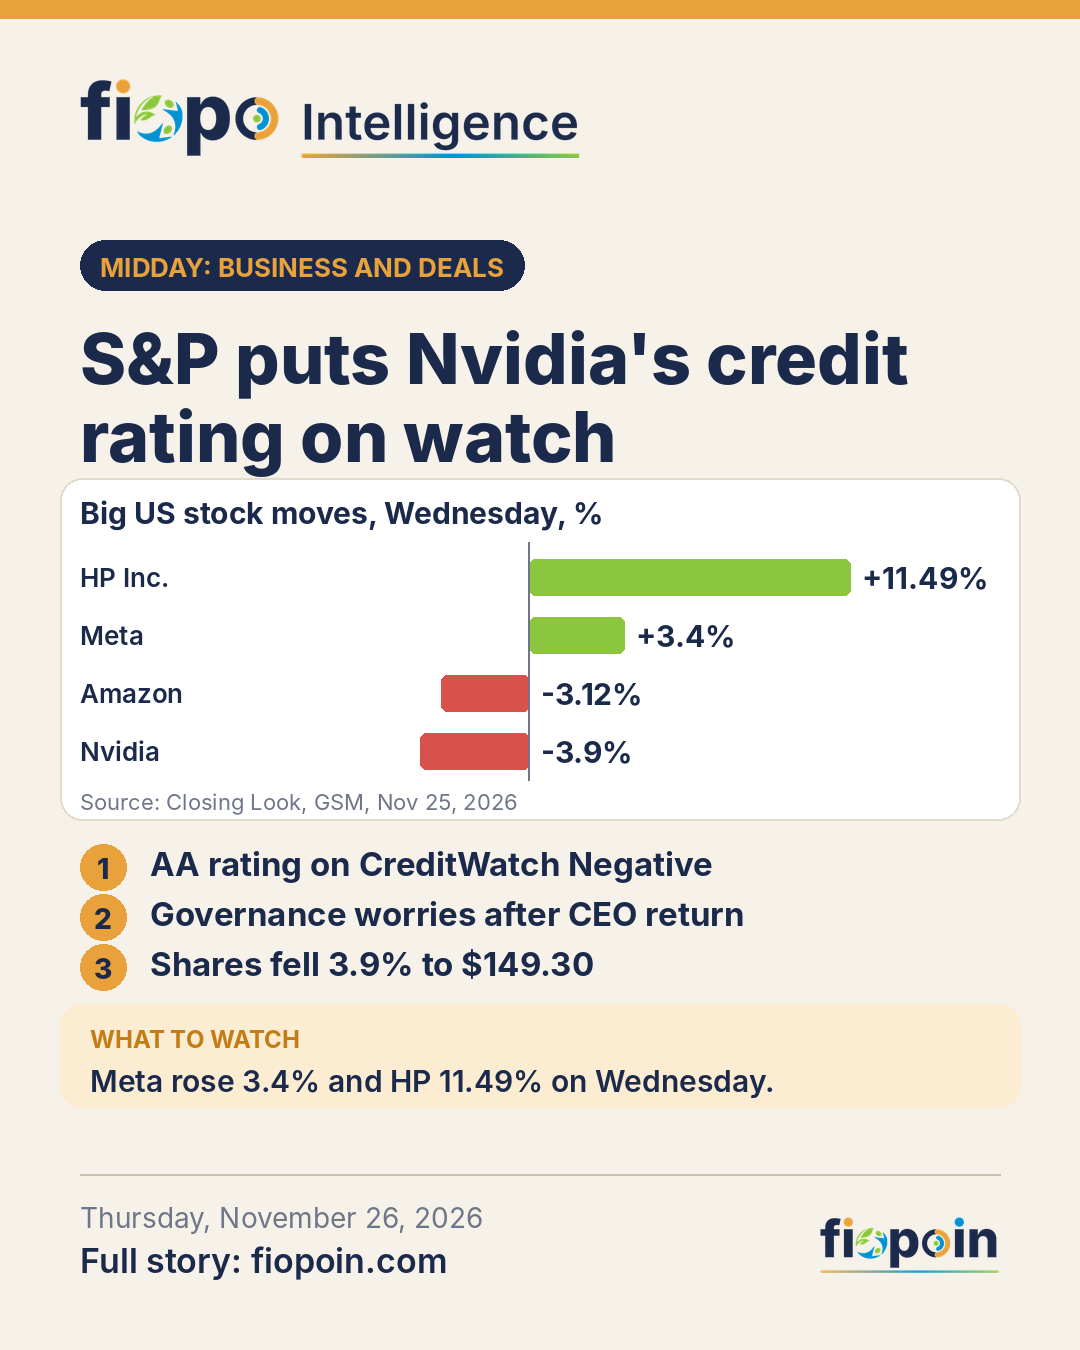 fiopo Intelligence
MIDDAY: BUSINESS AND DEALS
S&P puts Nvidia's credit
rating on watch
Big US stock moves, Wednesday, %
HP Inc. +11.49%
Meta +3.4%
Amazon -3.12%
Nvidia -3.9%
Source: Closing Look, GSM, Nov 25, 2026
1 AA rating on CreditWatch Negative
2 Governance worries after CEO return
3 Shares fell 3.9% to $149.30
WHAT TO WATCH
Meta rose 3.4% and HP 11.49% on Wednesday.
Thursday, November 26, 2026
Full story: fiopoin.com
fiopoin